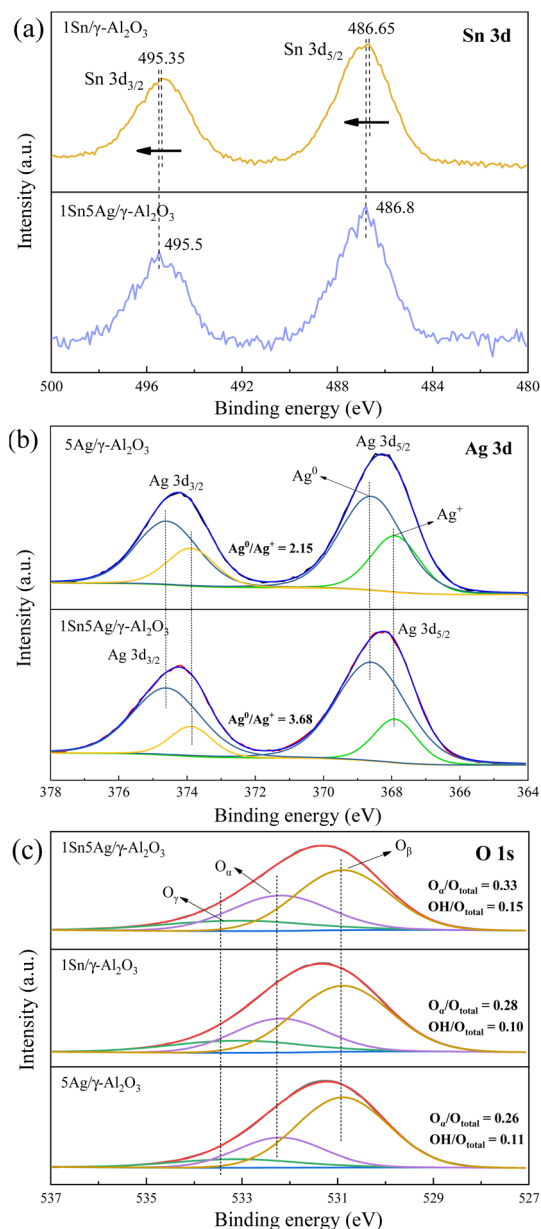 (a)
1Sn/γ-Al₂O₃
Sn 3d
495.35
486.65
Sn 3d₃/₂
Sn 3d₅/₂
1Sn5Ag/γ-Al₂O₃
495.5
486.8
Intensity (a.u.)
500 496 492 488 484 480
Binding energy (eV)
(b)
5Ag/γ-Al₂O₃
Ag 3d
Ag 3d₃/₂
Ag 3d₅/₂
Ag⁰
Ag⁺
Ag⁰/Ag⁺ = 2.15
1Sn5Ag/γ-Al₂O₃
Ag 3d₃/₂
Ag 3d₅/₂
Ag⁰/Ag⁺ = 3.68
Intensity (a.u.)
378 376 374 372 370 368 366 364
Binding energy (eV)
(c)
1Sn5Ag/γ-Al₂O₃
O 1s
Oγ
Oα
Oβ
Oα/Ototal = 0.33
OH/Ototal = 0.15
1Sn/γ-Al₂O₃
Oα/Ototal = 0.28
OH/Ototal = 0.10
5Ag/γ-Al₂O₃
Oα/Ototal = 0.26
OH/Ototal = 0.11
Intensity (a.u.)
537 535 533 531 529 527
Binding energy (eV)